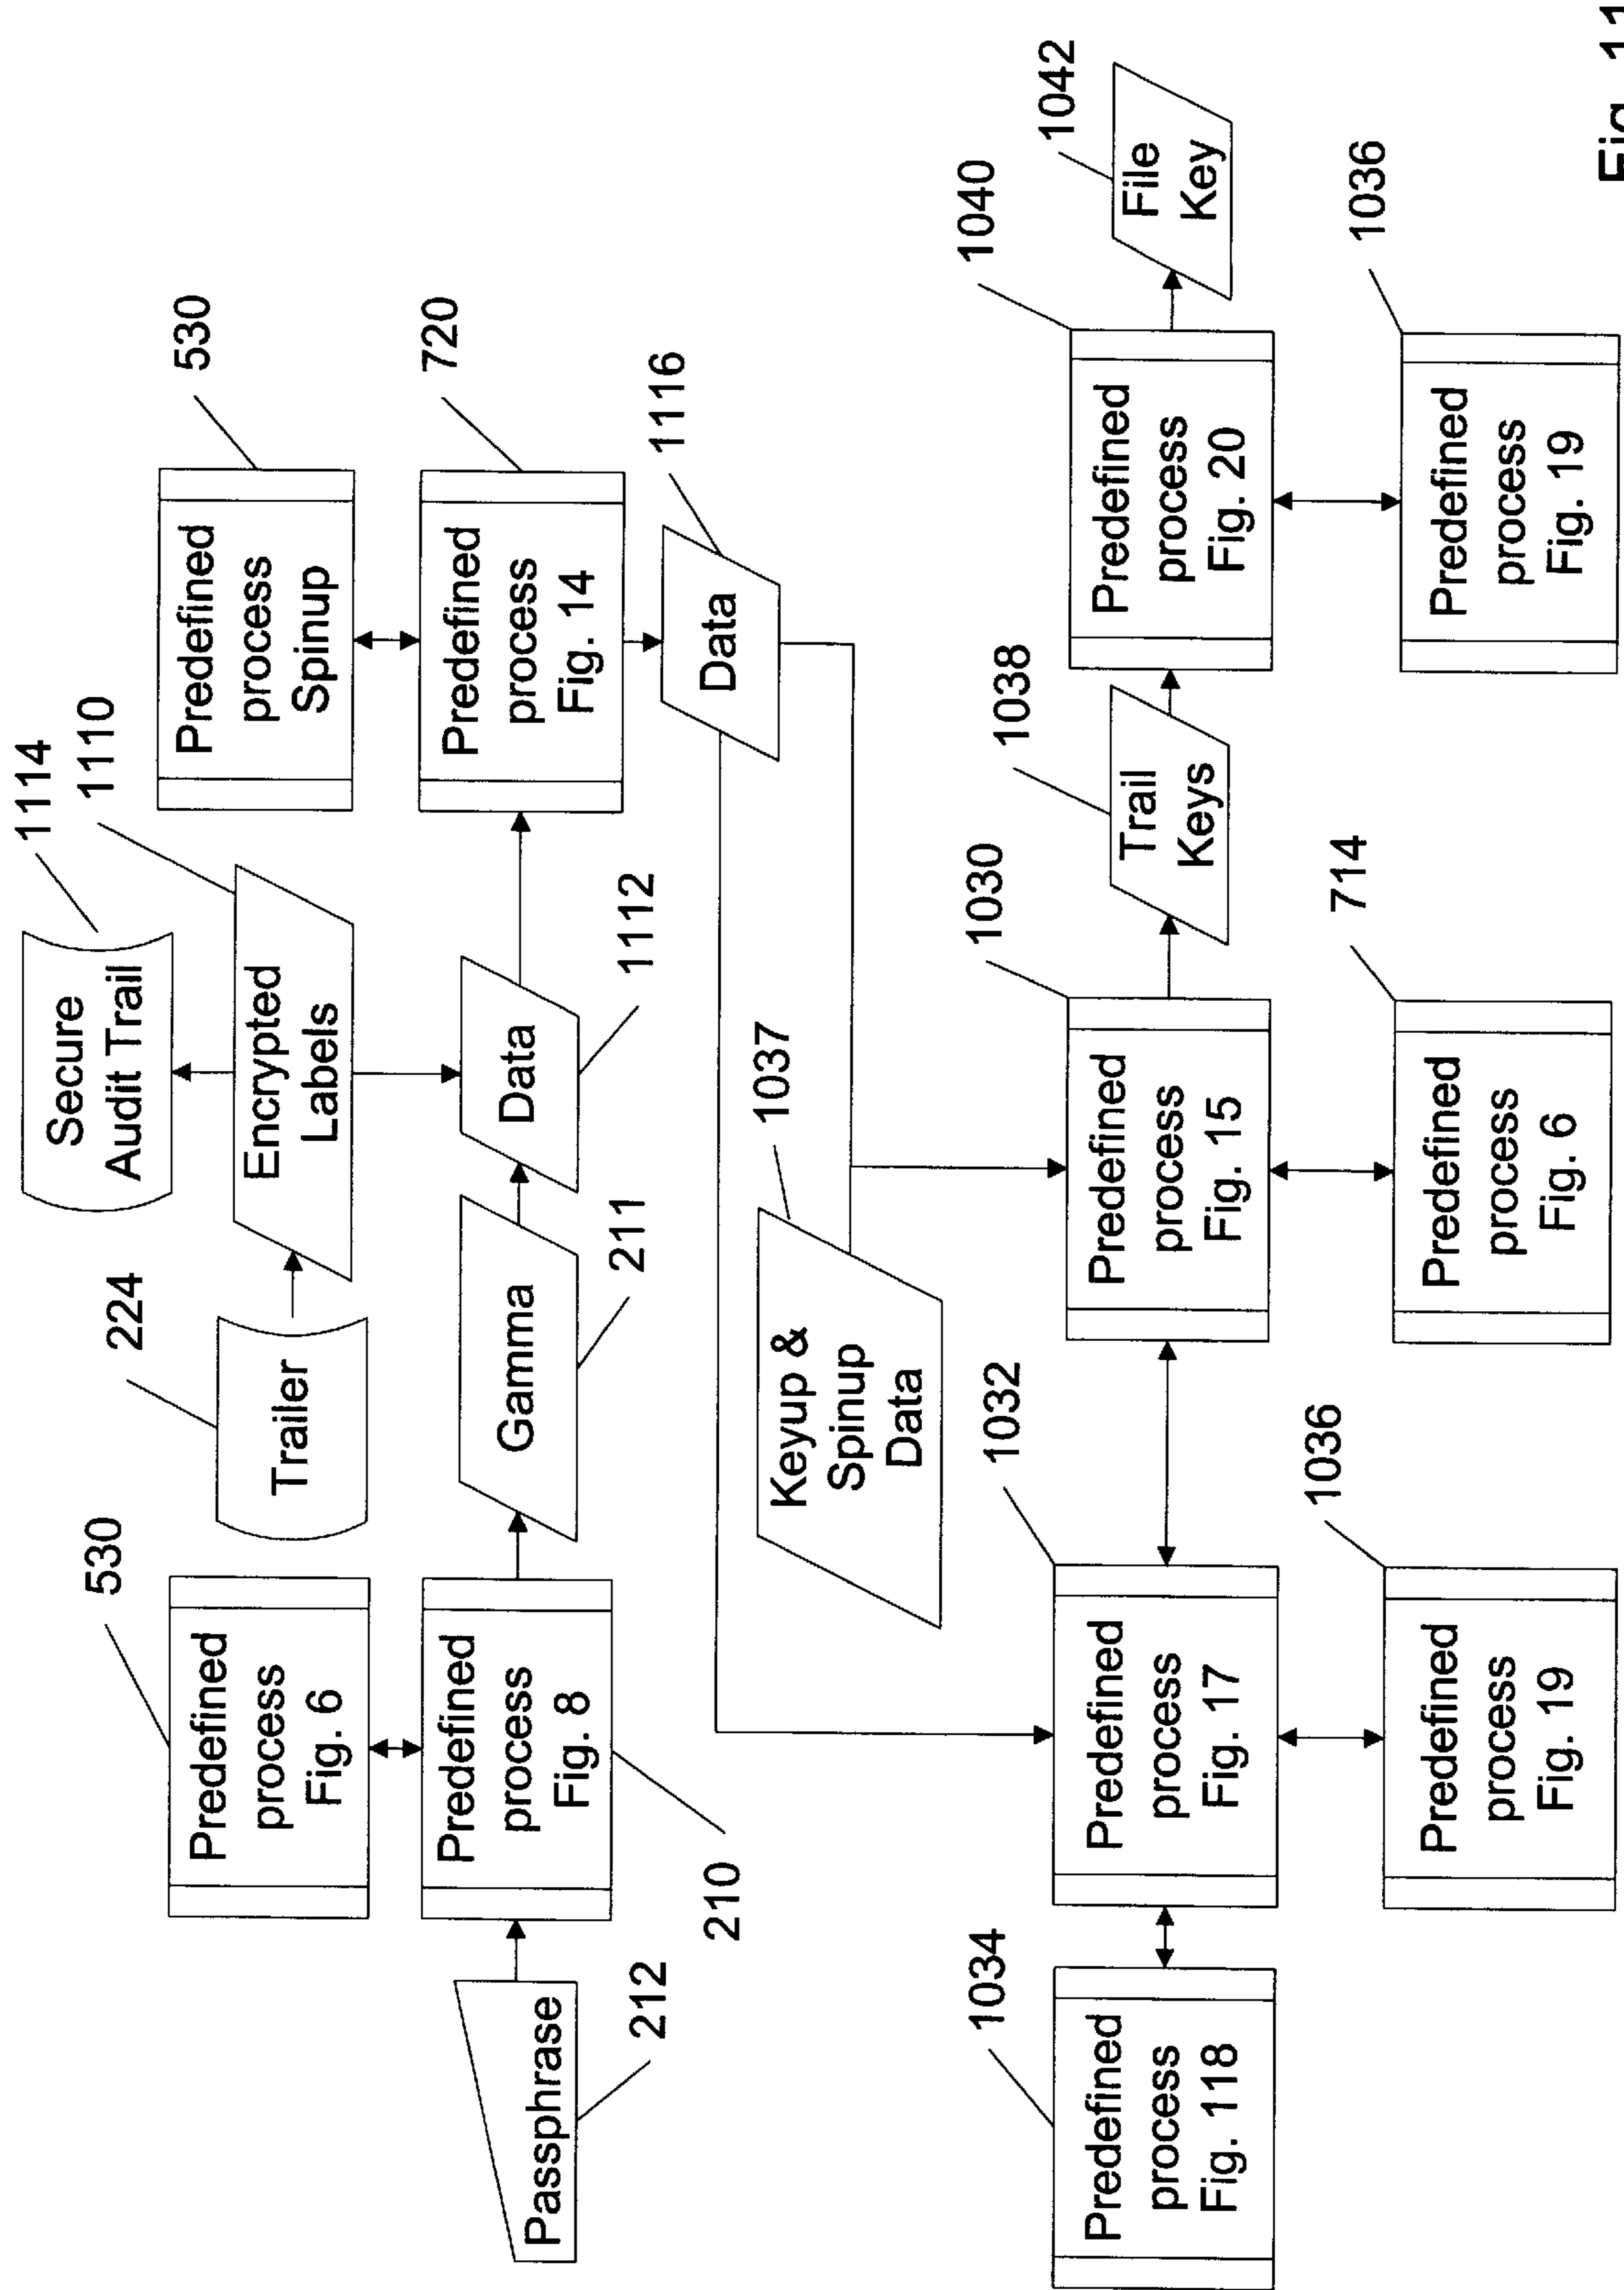 Secure
Audit Trail
1114
Trailer
224
Encrypted
Labels
1110
Predefined
process
Fig. 6
530
Predefined
process
Spinup
530
Passphrase
212
Predefined
process
Fig. 8
210
Gamma
211
Data
1112
Predefined
process
Fig. 14
720
Data
1116
Keyup &
Spinup
Data
1037
Predefined
process
Fig. 118
1034
Predefined
process
Fig. 17
1032
Predefined
process
Fig. 15
1030
Trail
Keys
1038
Predefined
process
Fig. 20
1040
File
Key
1042
Predefined
process
Fig. 19
1036
Predefined
process
Fig. 6
714
Predefined
process
Fig. 19
1036
Fig. 11